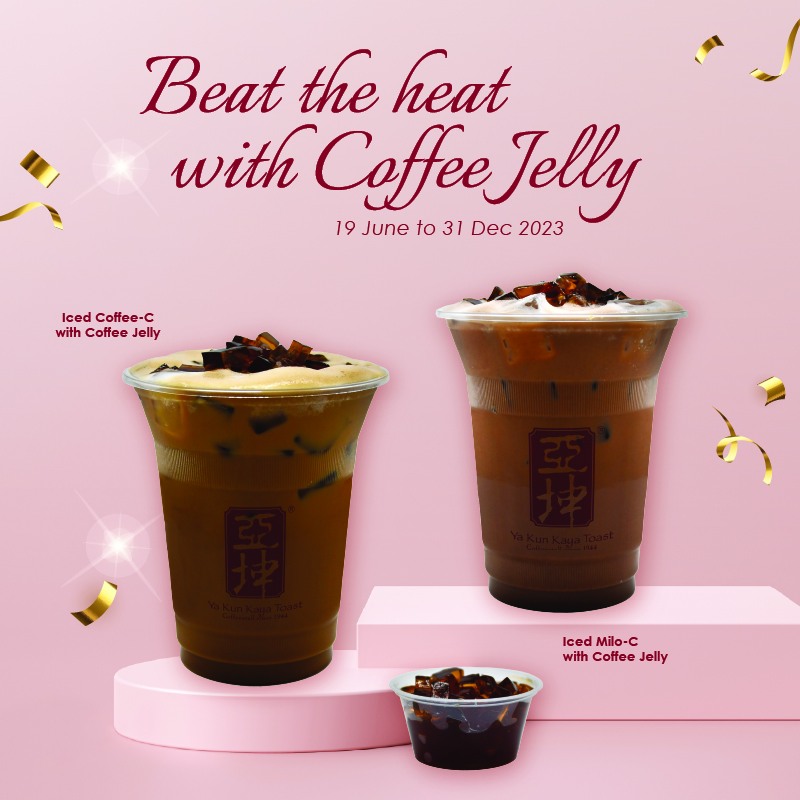 Beat the heat
with Coffee Jelly
19 June to 31 Dec 2023
Iced Coffee-C
with Coffee Jelly
亞
坤
Ya Kun Kaya Toast
亞
坤
Ya Kun Kaya Toast
Iced Milo-C
with Coffee Jelly